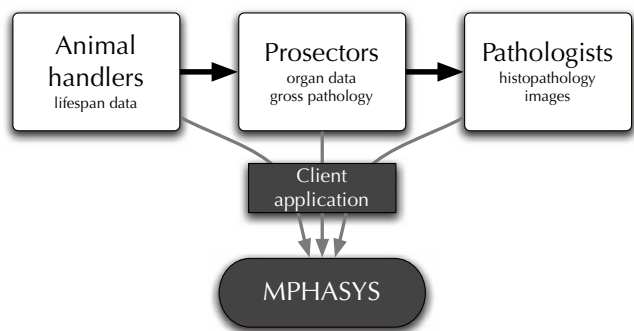 Animal
handlers
lifespan data
Prosectors
organ data
gross pathology
Pathologists
histopathology
images
Client
application
MPHASYS